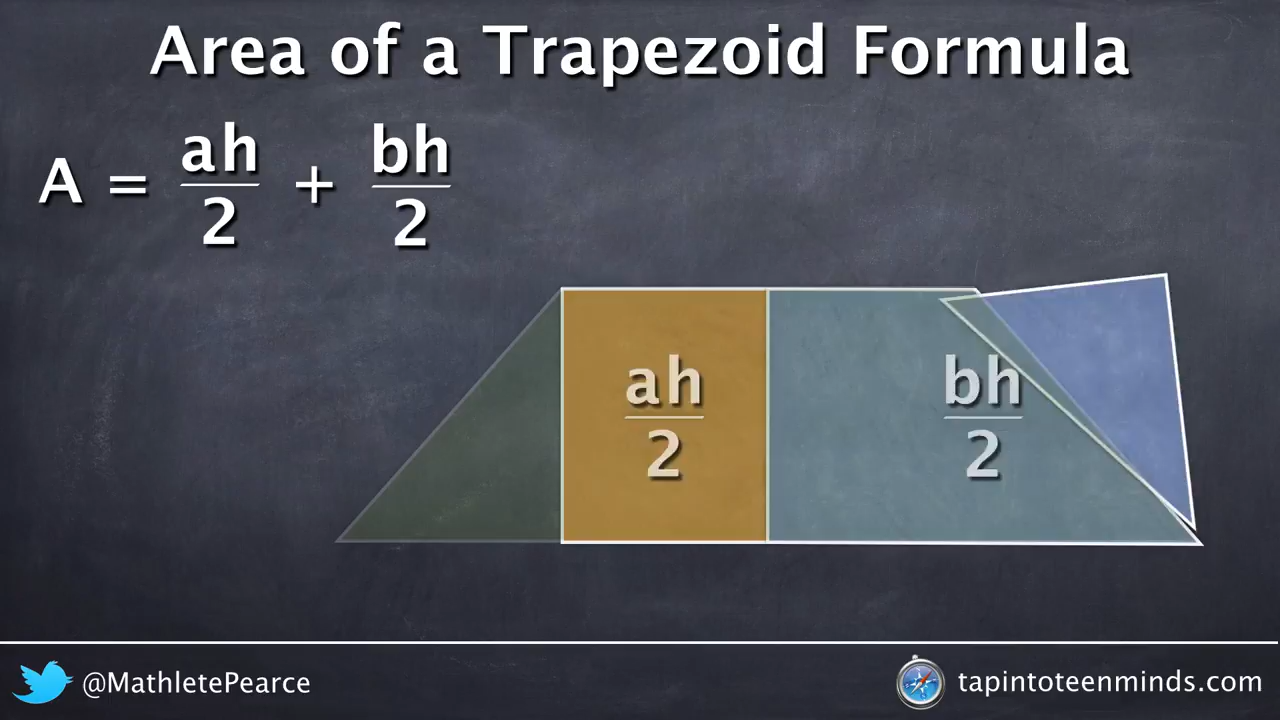 Area of a Trapezoid Formula
A = ah/2 + bh/2
ah/2
bh/2
@MathletePearce
tapintoteenminds.com